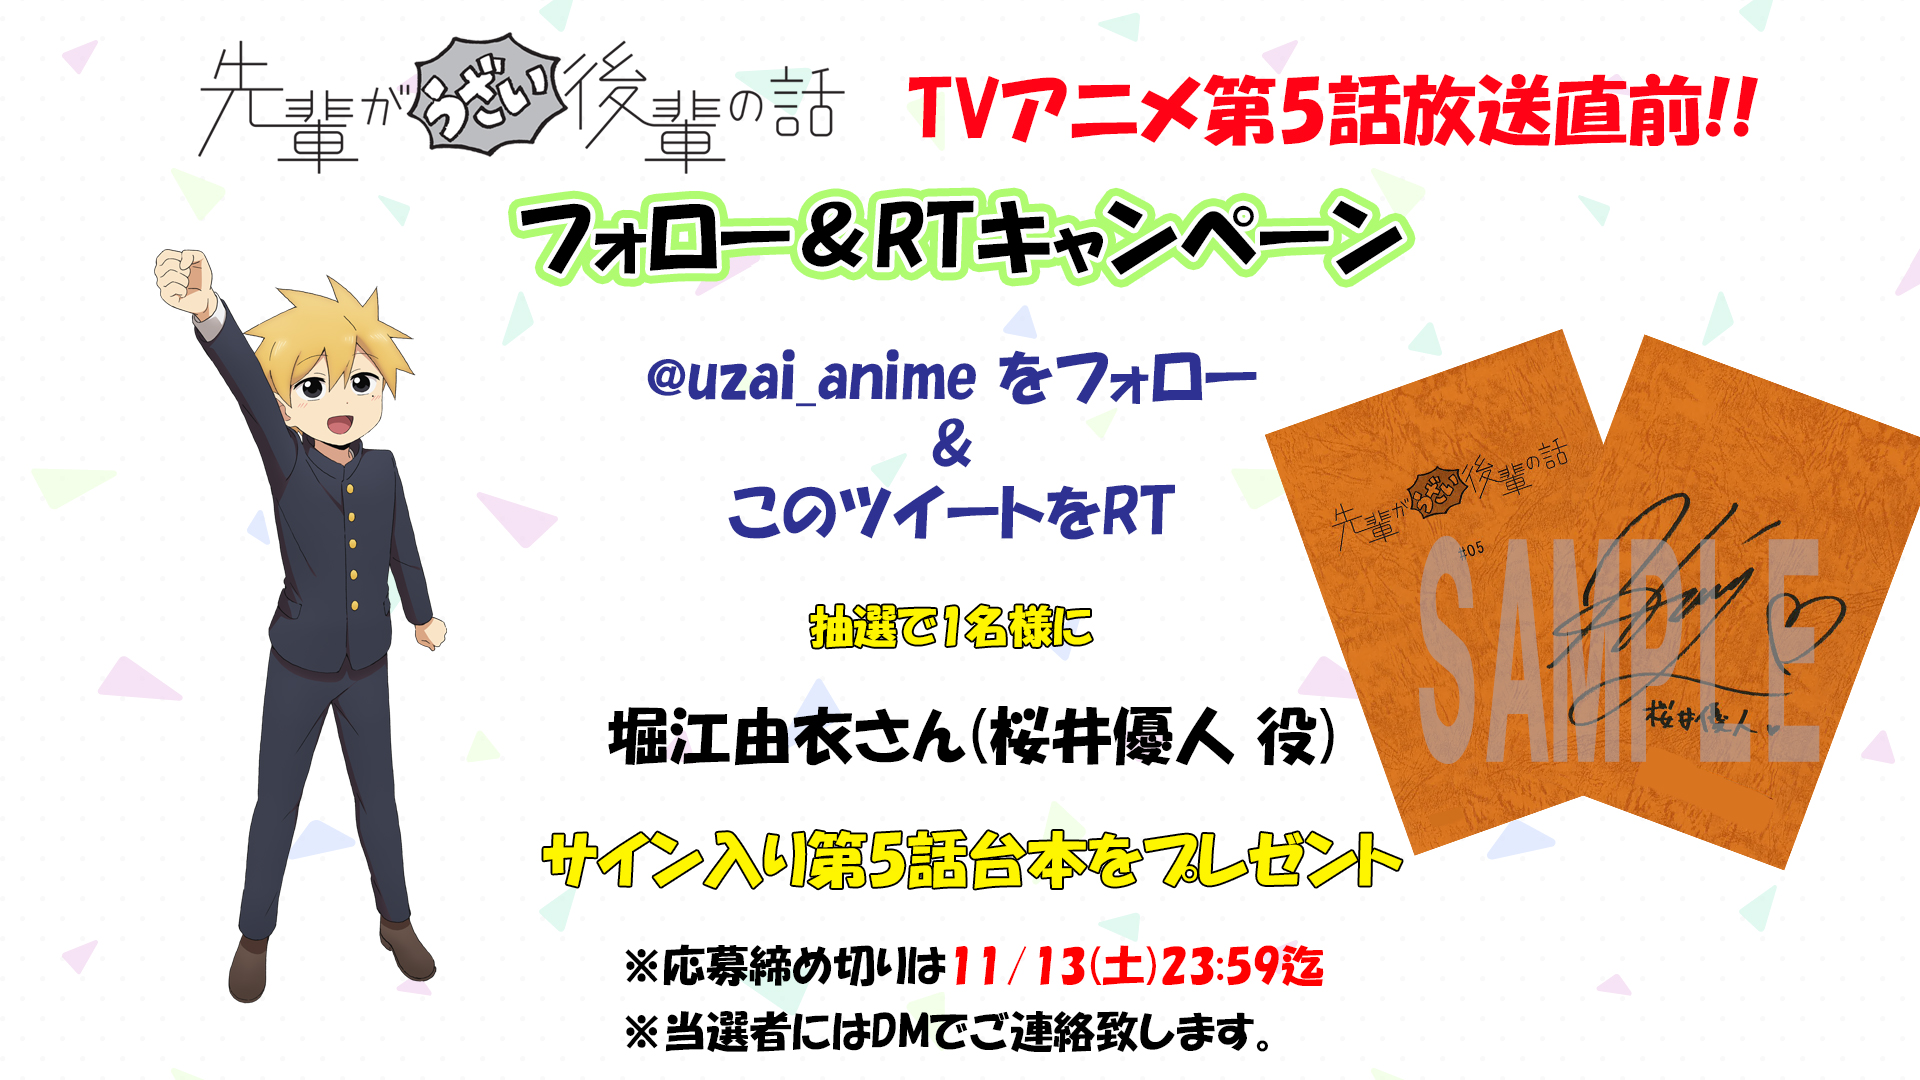 先輩がうざい後輩の話
TVアニメ第5話放送直前!!
フォロー＆RTキャンペーン
@uzai_anime をフォロー
&
このツイートをRT
抽選で1名様に
堀江由衣さん(桜井優人 役)
サイン入り第5話台本をプレゼント
※応募締め切りは11/13(土)23:59迄
※当選者にはDMでご連絡致します。
先輩がうざい後輩の話
#05
SAMPLE
桜井優人